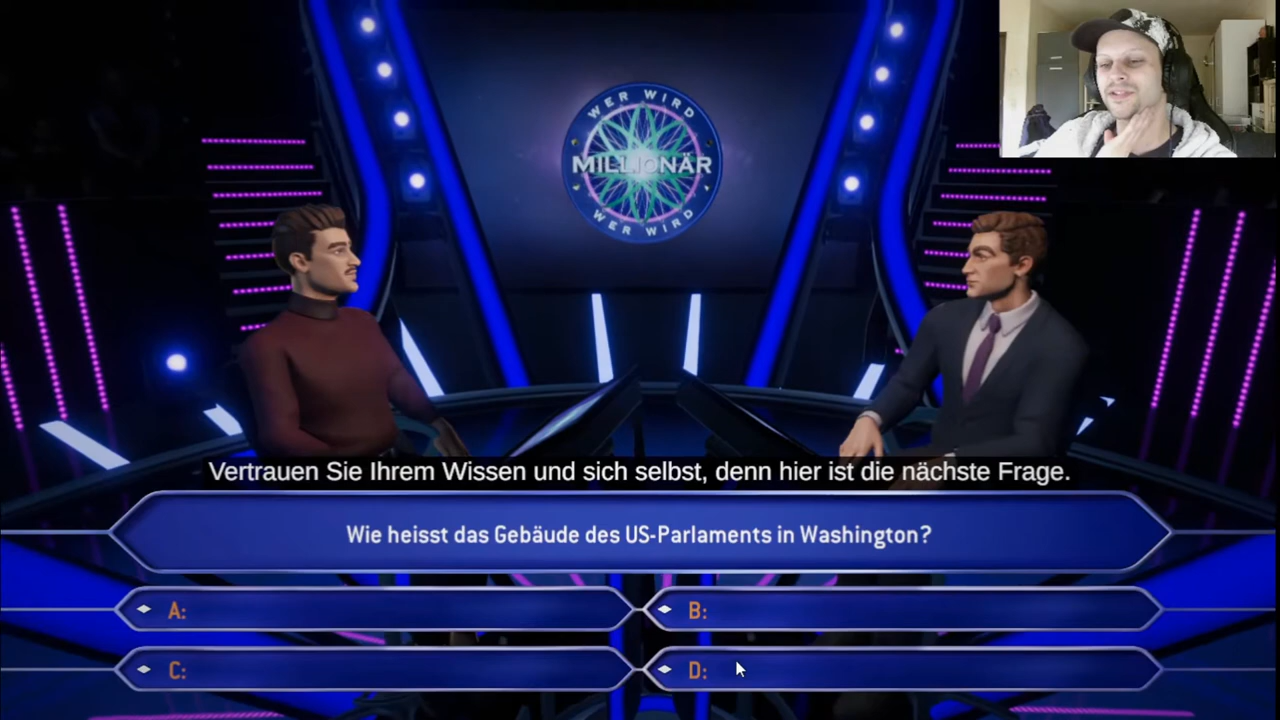 WER WIRD
MILLIONÄR
WER WIRD
Vertrauen Sie Ihrem Wissen und sich selbst, denn hier ist die nächste Frage.
Wie heisst das Gebäude des US-Parlaments in Washington?
A:
B:
C:
D: